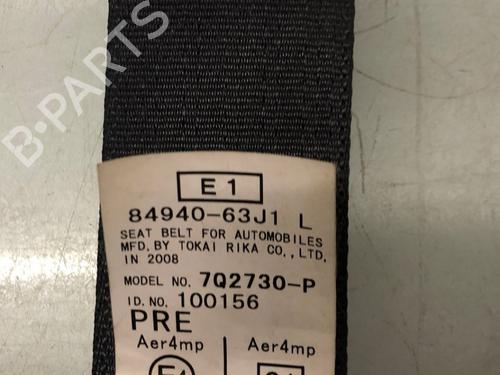 B-PARTS
E1
84940-63J1 L
SEAT BELT FOR AUTOMOBILES
MFD. BY TOKAI RIKA CO.,LTD.
IN 2008
MODEL NO. 7Q2730-P
ID. NO. 100156
PRE
Aer4mp Aer4mp